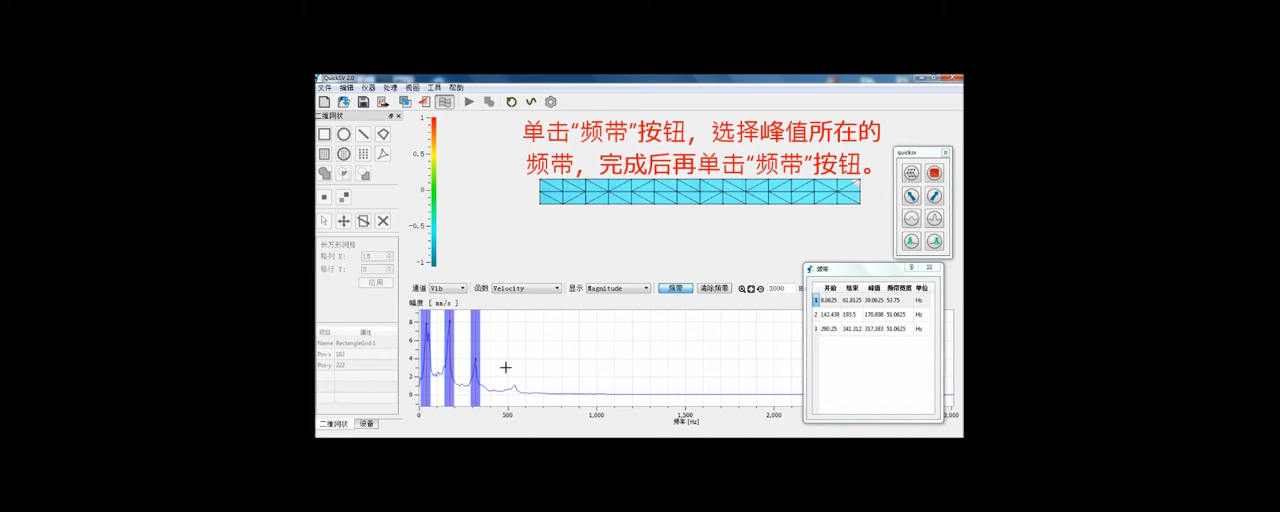 QuickSV 2.0
文件 编辑 仪器 处理 视图 工具 帮助
二维网状
1
0.5
0
-0.5
-1
单击“频带”按钮，选择峰值所在的
频带，完成后再单击“频带”按钮。
quicksv
长方形网格
格列 X: 15
格行 Y:
应用
项目 属性
Name RectangleGrid 1
Pos-x 182
Pos-y 222
二维网状 设备
通道 Vib 函数 Velocity 显示 Magnitude 频带 清除频带 3000
幅度 [ mm/s ]
8
6
4
2
0
0 500 1,000 1,500 2,000
频率 [Hz]
频带
开始 结束 峰值 频带宽度 单位
1 8.0625 61.8125 39.0625 53.75 Hz
2 142.438 193.5 170.898 51.0625 Hz
3 290.25 341.312 317.383 51.0625 Hz